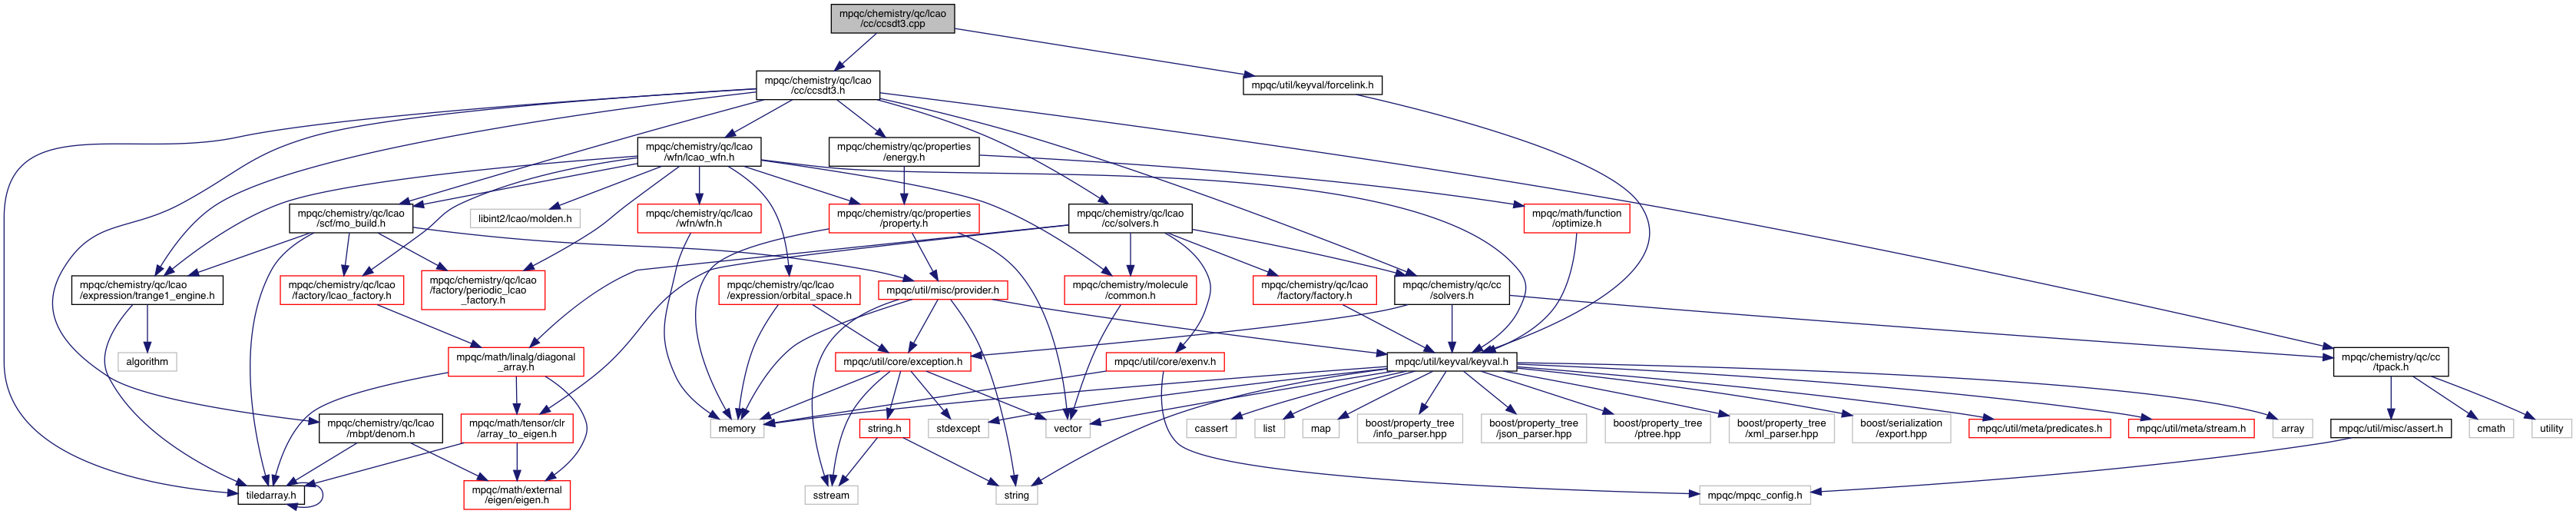 mpqc/chemistry/qc/lcao
/cc/ccsdt3.cpp
mpqc/chemistry/qc/lcao
/cc/ccsdt3.h
mpqc/util/keyval/forcelink.h
mpqc/chemistry/qc/lcao
/wfn/lcao_wfn.h
mpqc/chemistry/qc/properties
/energy.h
mpqc/chemistry/qc/lcao
/scf/mo_build.h
libint2/lcao/molden.h
mpqc/chemistry/qc/lcao
/wfn/wfn.h
mpqc/chemistry/qc/properties
/property.h
mpqc/chemistry/qc/lcao
/cc/solvers.h
mpqc/math/function
/optimize.h
mpqc/chemistry/qc/lcao
/expression/trange1_engine.h
mpqc/chemistry/qc/lcao
/factory/lcao_factory.h
mpqc/chemistry/qc/lcao
/factory/periodic_lcao
_factory.h
mpqc/chemistry/qc/lcao
/expression/orbital_space.h
mpqc/util/misc/provider.h
mpqc/chemistry/molecule
/common.h
mpqc/chemistry/qc/lcao
/factory/factory.h
mpqc/chemistry/qc/cc
/solvers.h
algorithm
mpqc/math/linalg/diagonal
_array.h
mpqc/util/core/exception.h
mpqc/util/core/exenv.h
mpqc/util/keyval/keyval.h
mpqc/chemistry/qc/cc
/tpack.h
mpqc/chemistry/qc/lcao
/mbpt/denom.h
mpqc/math/tensor/clr
/array_to_eigen.h
memory
string.h
stdexcept
vector
cassert
list
map
boost/property_tree
/info_parser.hpp
boost/property_tree
/json_parser.hpp
boost/property_tree
/ptree.hpp
boost/property_tree
/xml_parser.hpp
boost/serialization
/export.hpp
mpqc/util/meta/predicates.h
mpqc/util/meta/stream.h
array
mpqc/util/misc/assert.h
cmath
utility
tiledarray.h
mpqc/math/external
/eigen/eigen.h
sstream
string
mpqc/mpqc_config.h